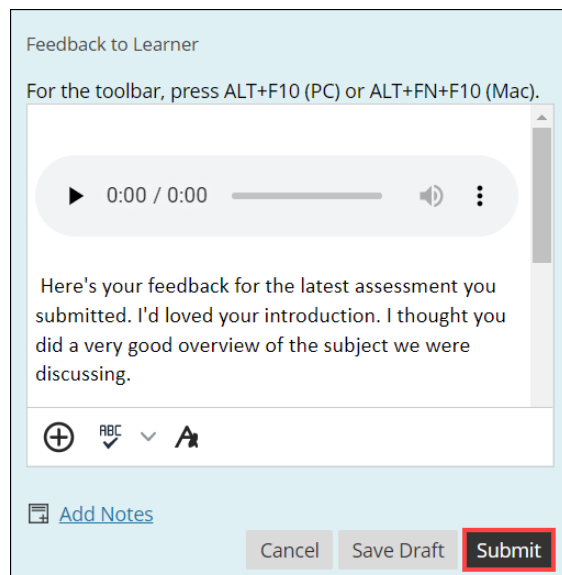 Feedback to Learner
For the toolbar, press ALT+F10 (PC) or ALT+FN+F10 (Mac).
0:00 / 0:00
Here's your feedback for the latest assessment you
submitted. I'd loved your introduction. I thought you
did a very good overview of the subject we were
discussing.
ABC
Add Notes
Cancel Save Draft Submit